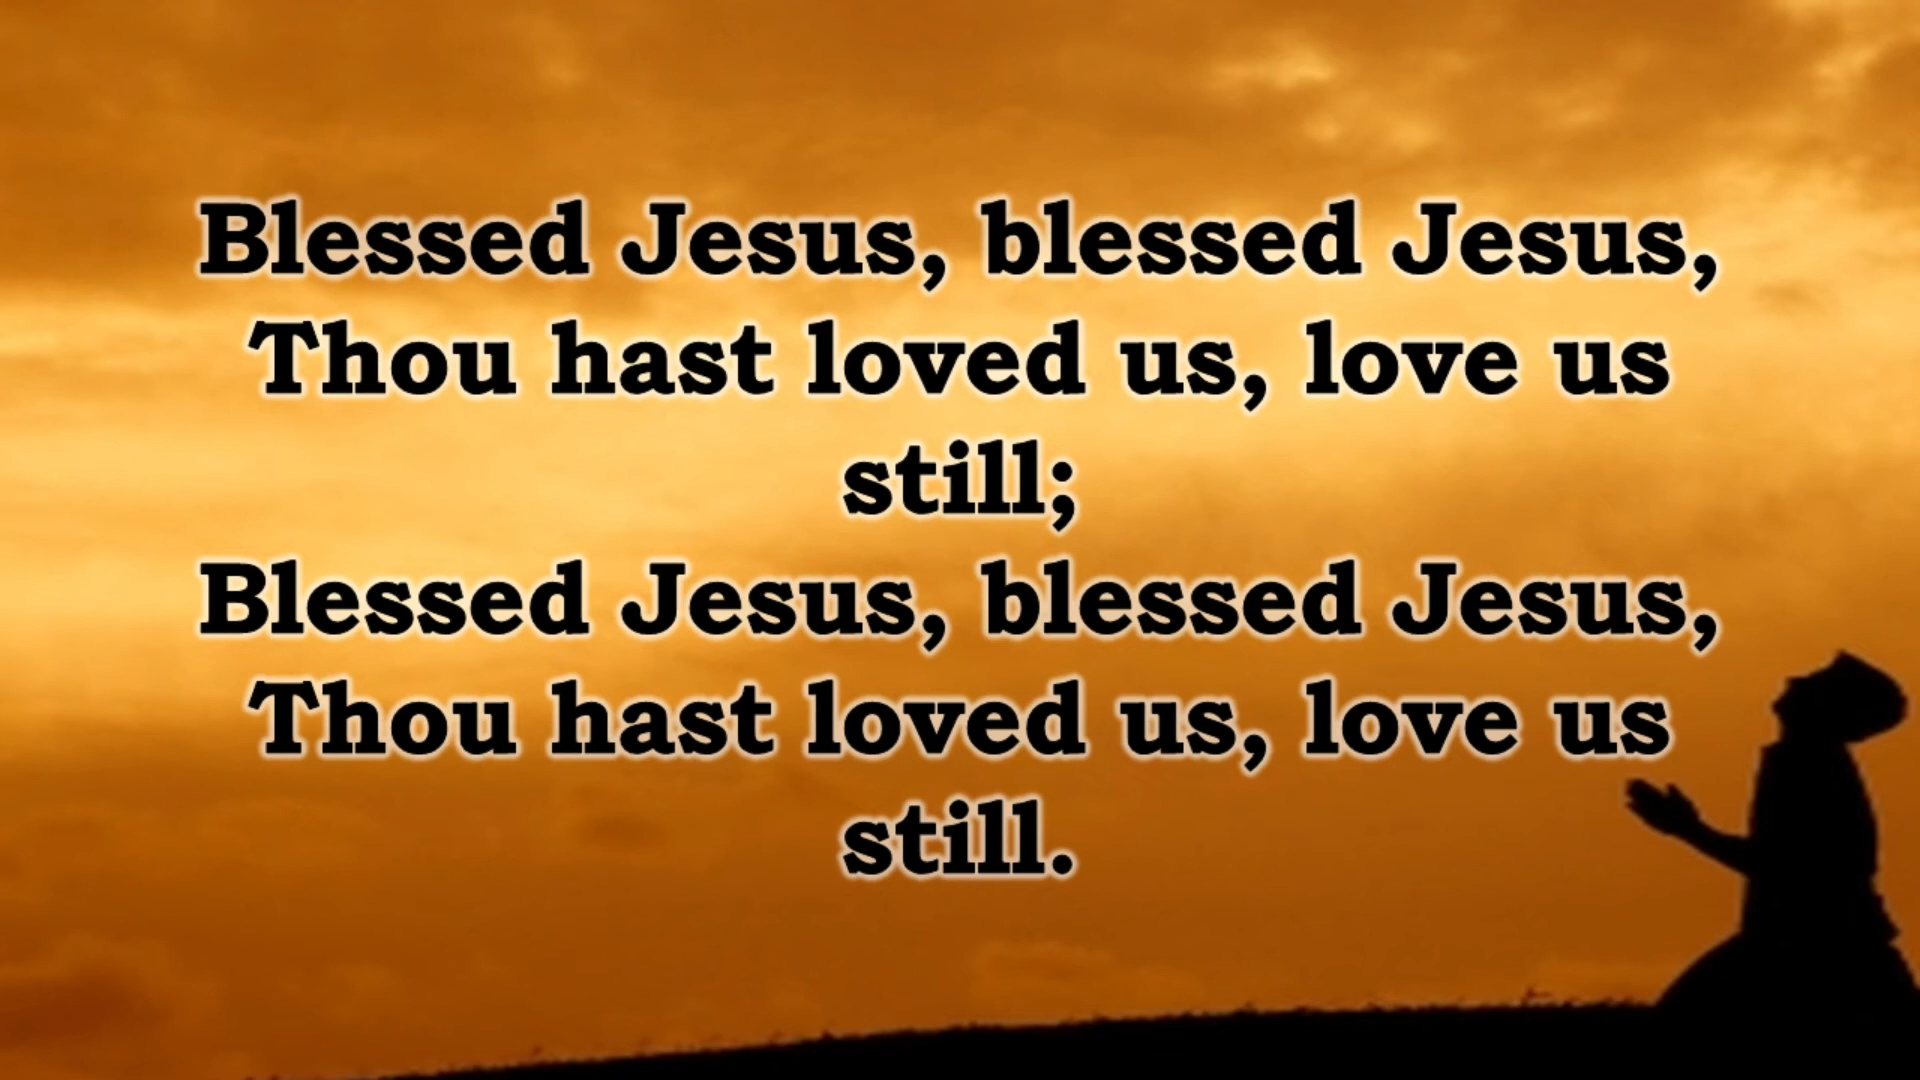 Blessed Jesus, blessed Jesus,
Thou hast loved us, love us
still;
Blessed Jesus, blessed Jesus,
Thou hast loved us, love us
still.